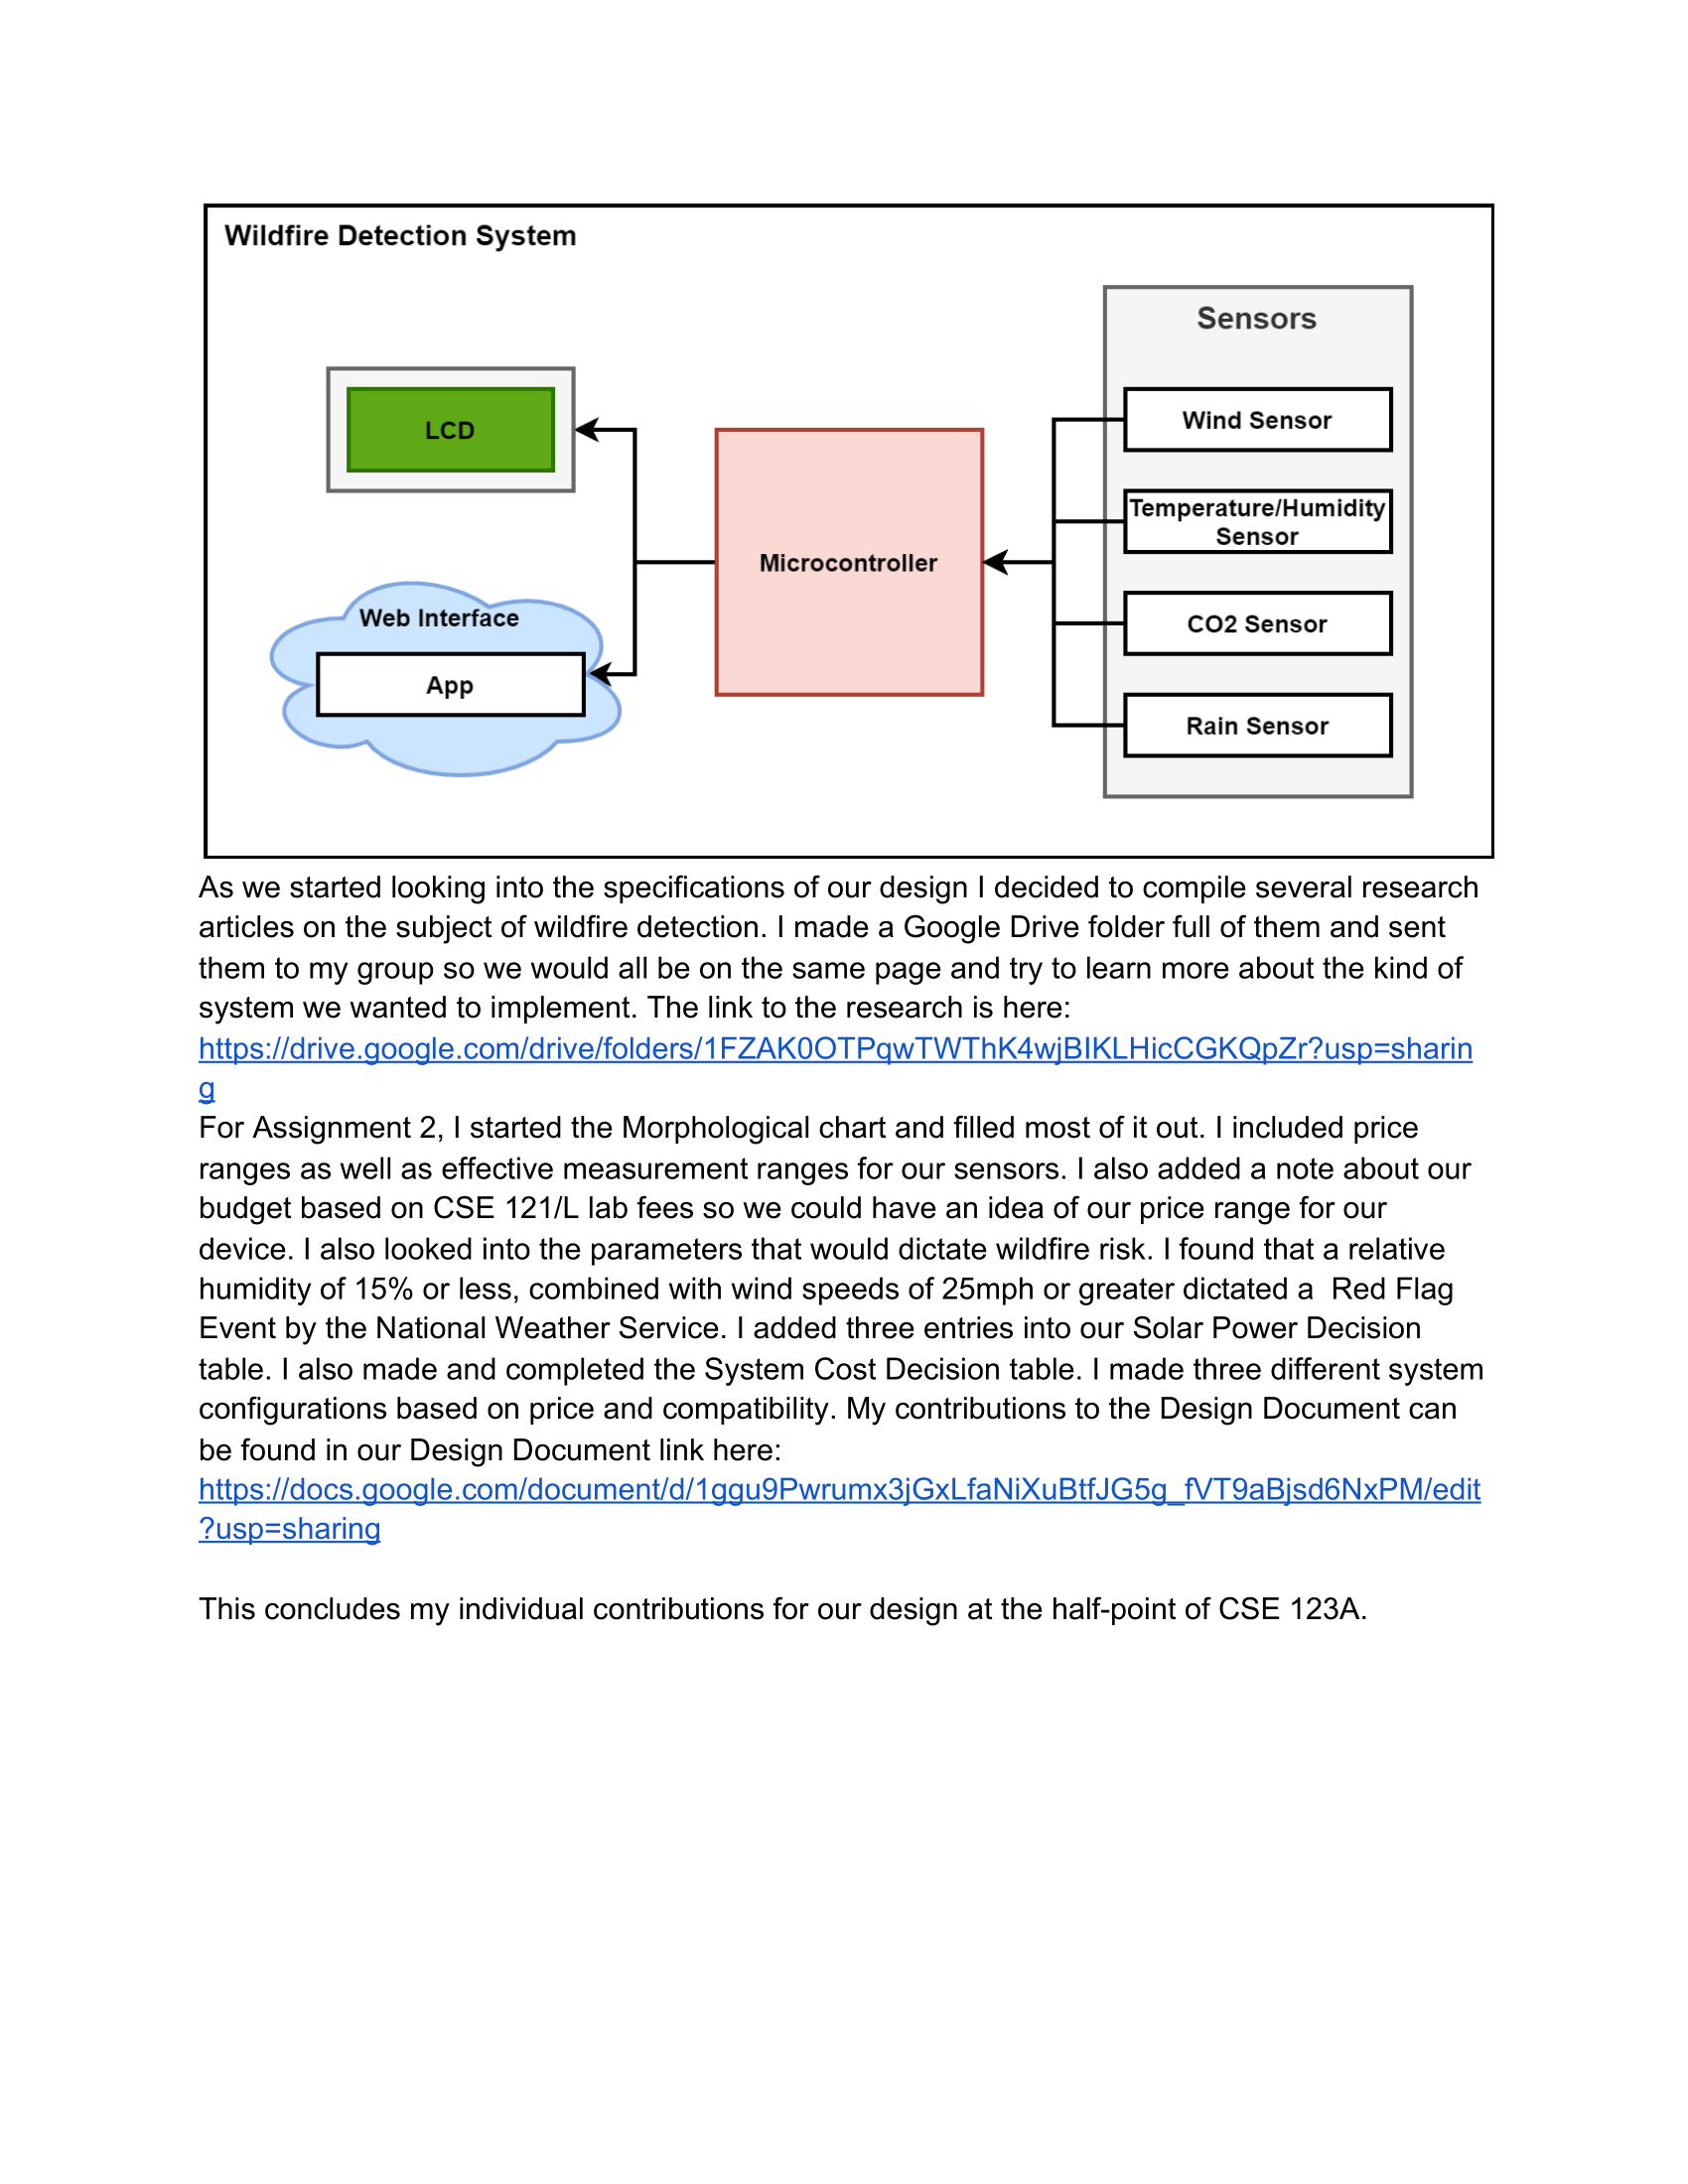 Wildfire Detection System
Sensors
LCD
Wind Sensor
Temperature/Humidity
Sensor
Microcontroller
Web Interface
CO2 Sensor
App
Rain Sensor
As we started looking into the specifications of our design I decided to compile several research
articles on the subject of wildfire detection. I made a Google Drive folder full of them and sent
them to my group so we would all be on the same page and try to learn more about the kind of
system we wanted to implement. The link to the research is here:
https://drive.google.com/drive/folders/1FZAK0OTPqwTWThK4wjBIKLHicCGKQpZr?usp=sharin
g
For Assignment 2, I started the Morphological chart and filled most of it out. I included price
ranges as well as effective measurement ranges for our sensors. I also added a note about our
budget based on CSE 121/L lab fees so we could have an idea of our price range for our
device. I also looked into the parameters that would dictate wildfire risk. I found that a relative
humidity of 15% or less, combined with wind speeds of 25mph or greater dictated a  Red Flag
Event by the National Weather Service. I added three entries into our Solar Power Decision
table. I also made and completed the System Cost Decision table. I made three different system
configurations based on price and compatibility. My contributions to the Design Document can
be found in our Design Document link here:
https://docs.google.com/document/d/1ggu9Pwrumx3jGxLfaNiXuBtfJG5g_fVT9aBjsd6NxPM/edit
?usp=sharing
This concludes my individual contributions for our design at the half-point of CSE 123A.